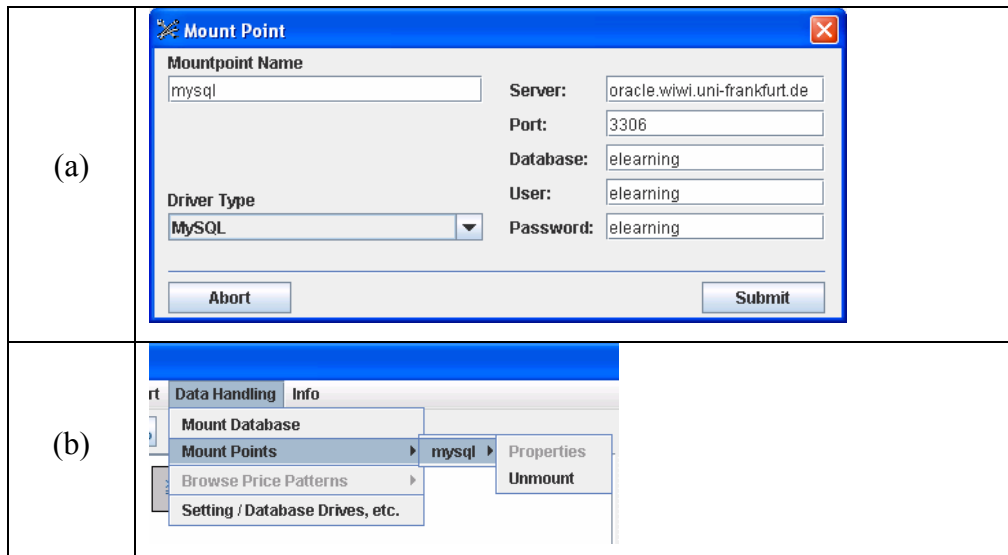 (a)
Mount Point
Mountpoint Name
mysql
Server: oracle.wiwi.uni-frankfurt.de
Port: 3306
Database: elearning
Driver Type
User: elearning
MySQL
Password: elearning
Abort Submit
(b)
rt Data Handling Info
Mount Database
Mount Points mysql Properties
Browse Price Patterns Unmount
Setting / Database Drives, etc.